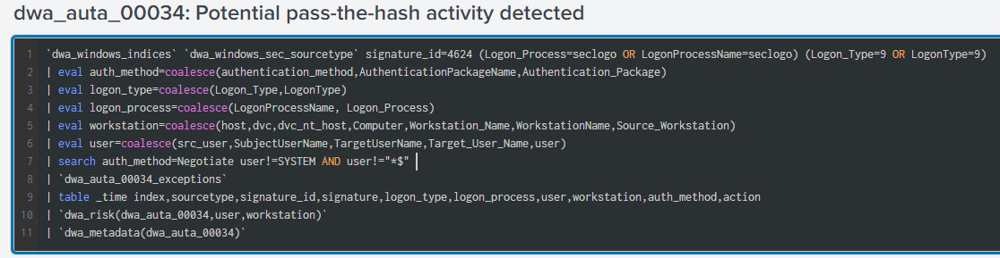 dwa_auta_00034: Potential pass-the-hash activity detected
1 `dwa_windows_indices` `dwa_windows_sec_sourcetype` signature_id=4624 (Logon_Process=seclogo OR LogonProcessName=seclogo) (Logon_Type=9 OR LogonType=9)
2 | eval auth_method=coalesce(authentication_method,AuthenticationPackageName,Authentication_Package)
3 | eval logon_type=coalesce(Logon_Type,LogonType)
4 | eval logon_process=coalesce(LogonProcessName, Logon_Process)
5 | eval workstation=coalesce(host,dvc,dvc_nt_host,Computer,Workstation_Name,WorkstationName,Source_Workstation)
6 | eval user=coalesce(src_user,SubjectUserName,TargetUserName,Target_User_Name,user)
7 | search auth_method=Negotiate user!=SYSTEM AND user!="*$"
8 | `dwa_auta_00034_exceptions`
9 | table _time index,sourcetype,signature_id,signature,logon_type,logon_process,user,workstation,auth_method,action
10 | `dwa_risk(dwa_auta_00034,user,workstation)`
11 | `dwa_metadata(dwa_auta_00034)`